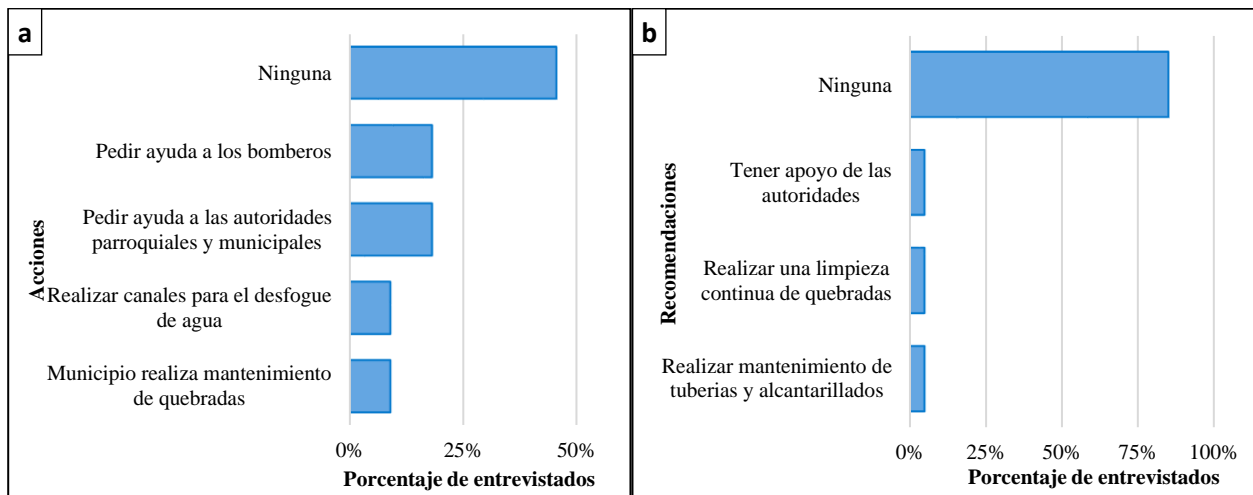 a
Ninguna
Pedir ayuda a los bomberos
Pedir ayuda a las autoridades
parroquiales y municipales
Realizar canales para el desfogue
de agua
Municipio realiza mantenimiento
de quebradas
Acciones
0%
25%
50%
Porcentaje de entrevistados
b
Ninguna
Tener apoyo de las
autoridades
Realizar una limpieza
continua de quebradas
Realizar mantenimiento de
tuberias y alcantarillados
Recomendaciones
0%
25%
50%
75%
100%
Porcentaje de entrevistados